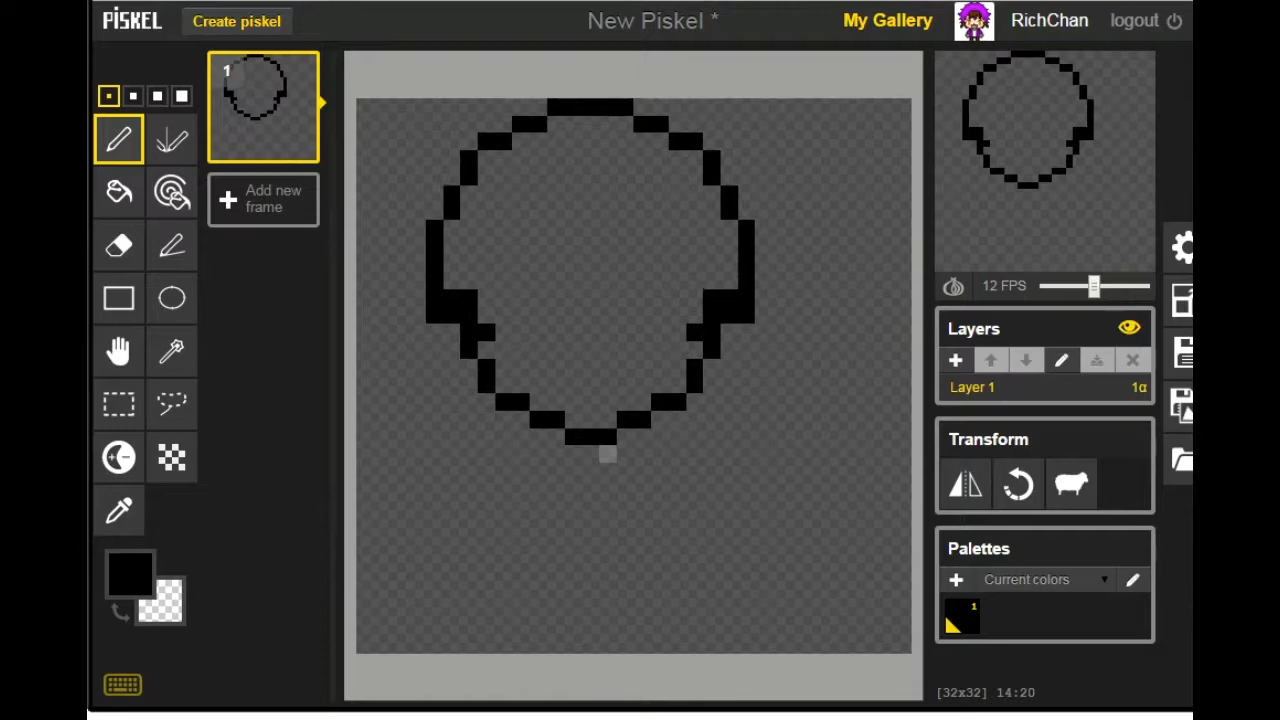 PiSKEL
Create piskel
New Piskel *
My Gallery
RichChan
logout
1
Add new
frame
12 FPS
Layers
Layer 1
1α
Transform
Palettes
Current colors
1
[32x32] 14:20